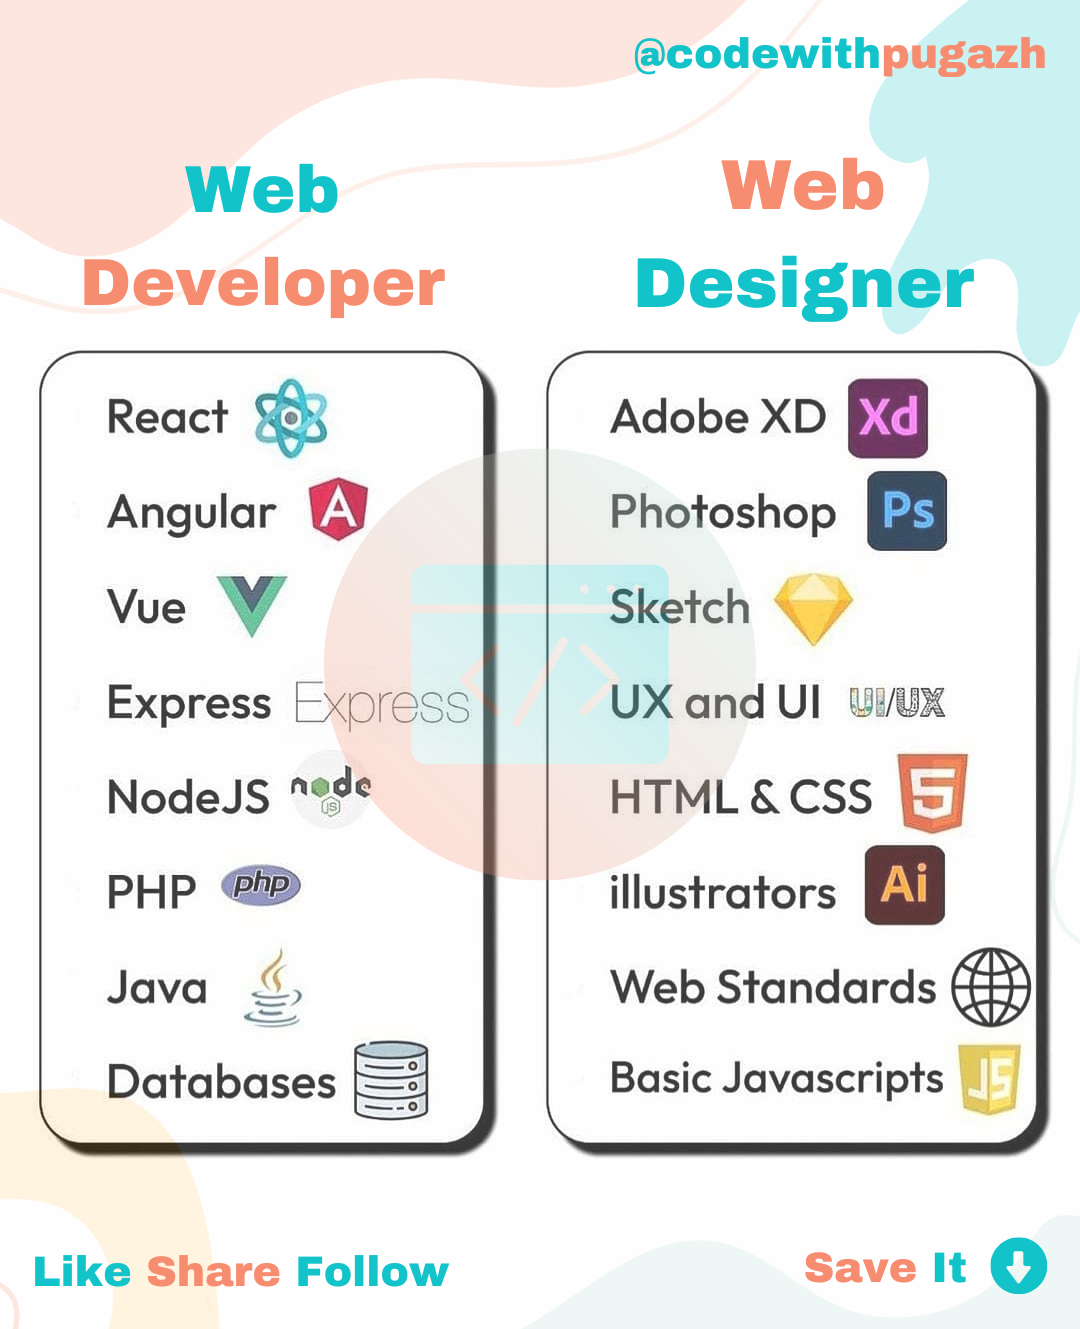 @codewithpugazh
Web
Developer
Web
Designer
React
Angular
Vue
Express Express
NodeJS node JS
PHP php
Java
Databases
Adobe XD Xd
Photoshop Ps
Sketch
UX and UI UI/UX
HTML & CSS 5
illustrators Ai
Web Standards
Basic Javascripts JS
Like Share Follow
Save It